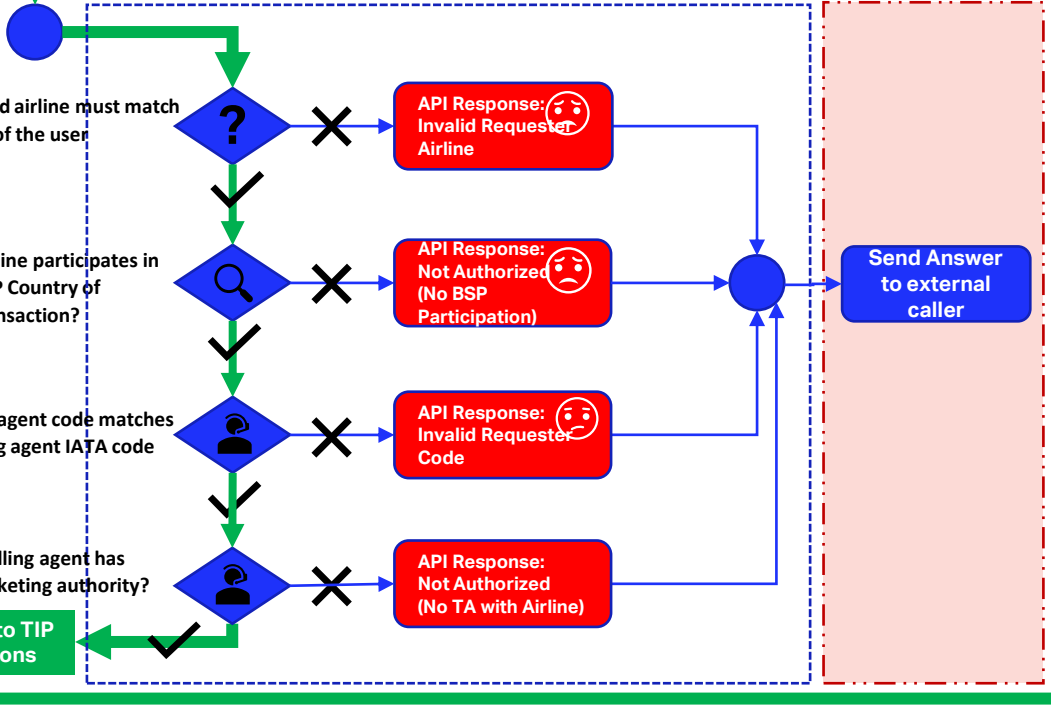 d airline must match
of the user
?
API Response:
Invalid Requester
Airline
ine participates in
P Country of
nsaction?
API Response:
Not Authorized
(No BSP
Participation)
Send Answer
to external
caller
agent code matches
g agent IATA code
API Response:
Invalid Requester
Code
lling agent has
keting authority?
API Response:
Not Authorized
(No TA with Airline)
to TIP
ons